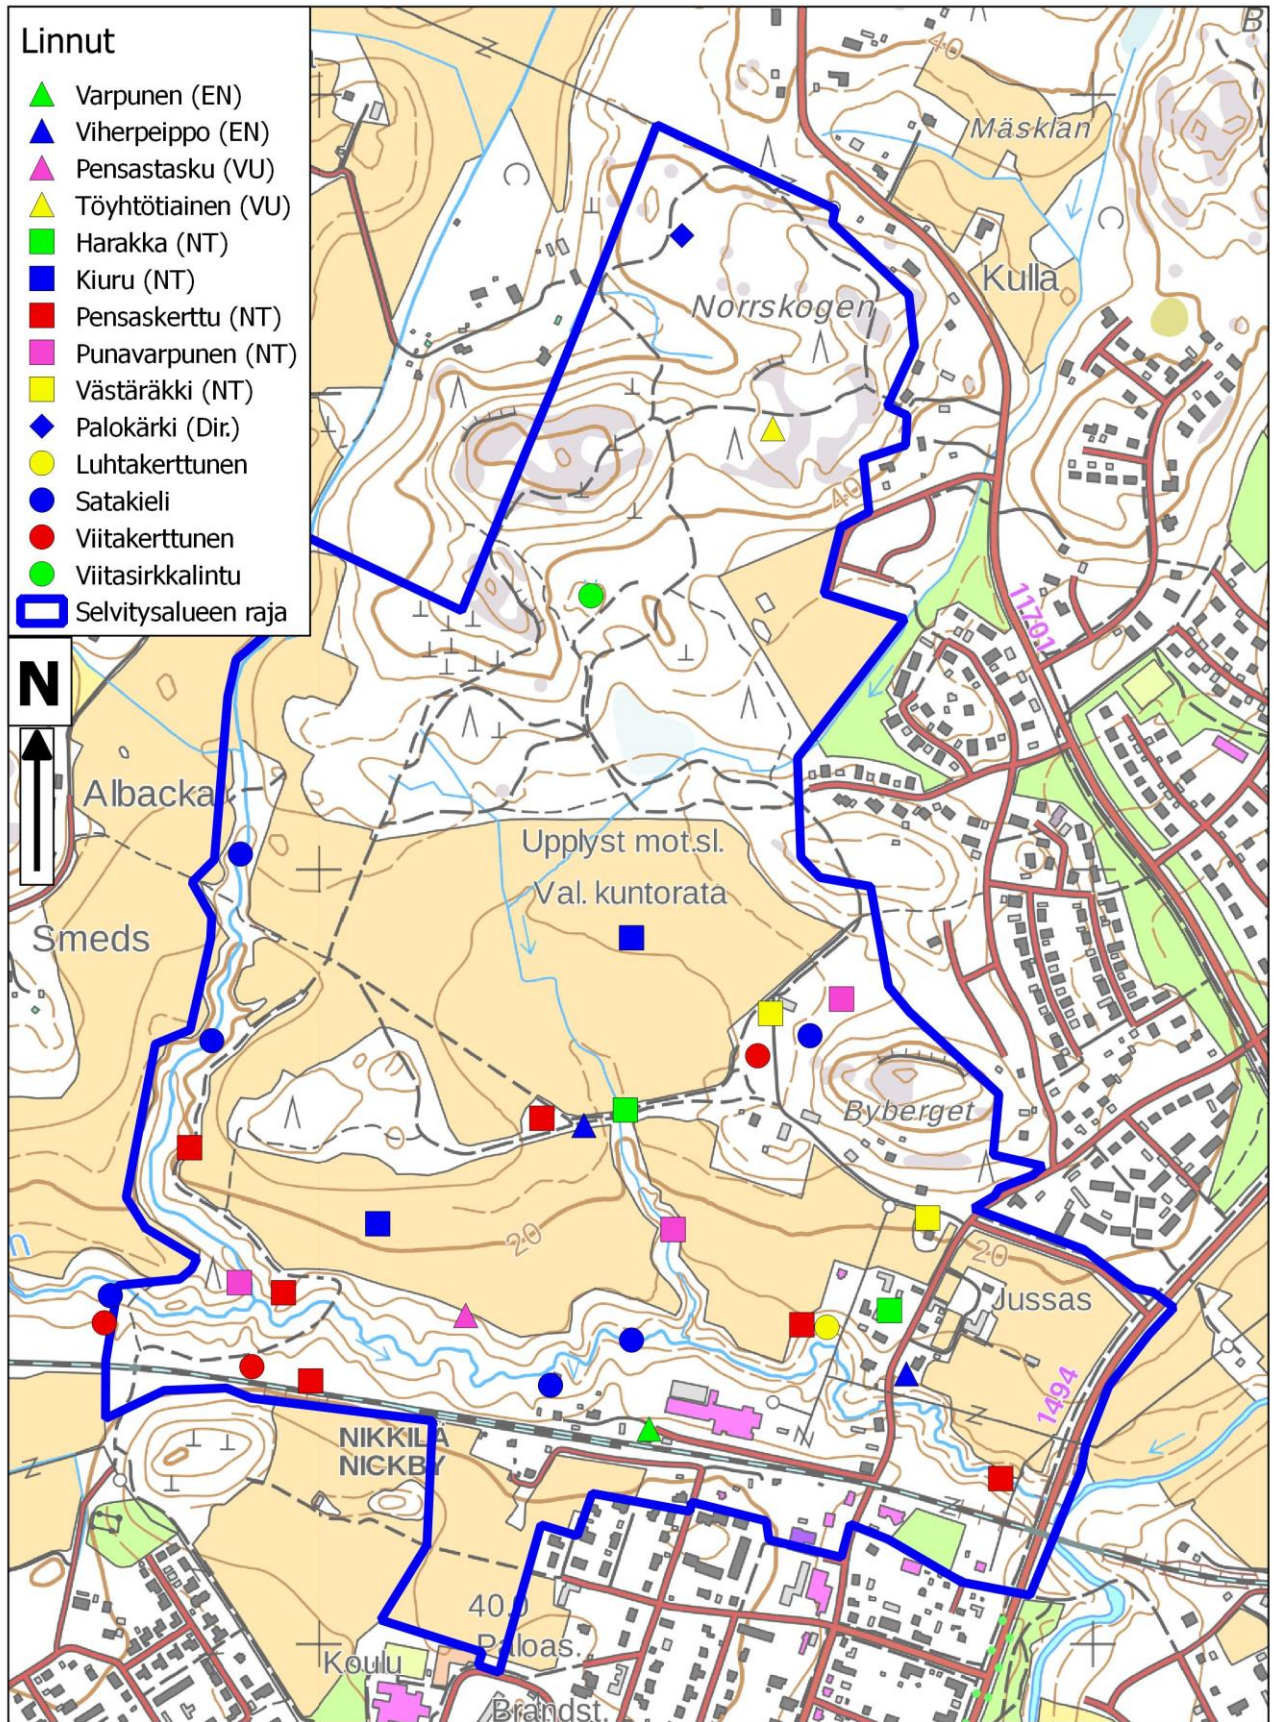 Linnut
Varpunen (EN)
Viherpeippo (EN)
Pensastasku (VU)
Töyhtötiainen (VU)
Harakka (NT)
Kiuru (NT)
Pensaskerttu (NT)
Punavarpunen (NT)
Västäräkki (NT)
Palokärki (Dir.)
Luhtakerttunen
Satakieli
Viitakerttunen
Viitasirkkalintu
Selvitysalueen raja
N
40
B
Mäsklan
Kulla
Norrskogen
40
11701
Albacka
Upplyst mot.sl.
Val. kuntorata
Smeds
Byberget
20
20
n
Jussas
1494
NIKKILÄ
NICKBY
40.0
Paloas.
Koulu
Brandst.